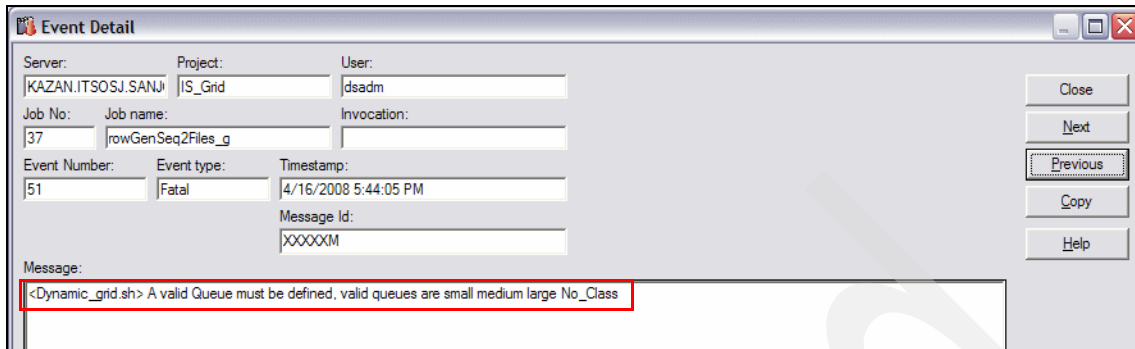 Event Detail
Server: Project: User:
KAZAN.ITSOSJ.SANJ IS_Grid dsadm
Close
Job No: Job name: Invocation:
37 rowGenSeq2Files_g
Next
Event Number: Event type: Timestamp:
51 Fatal 4/16/2008 5:44:05 PM
Previous
Copy
Message Id:
XXXXXM
Help
Message:
<Dynamic_grid.sh> A valid Queue must be defined, valid queues are small medium large No_Class